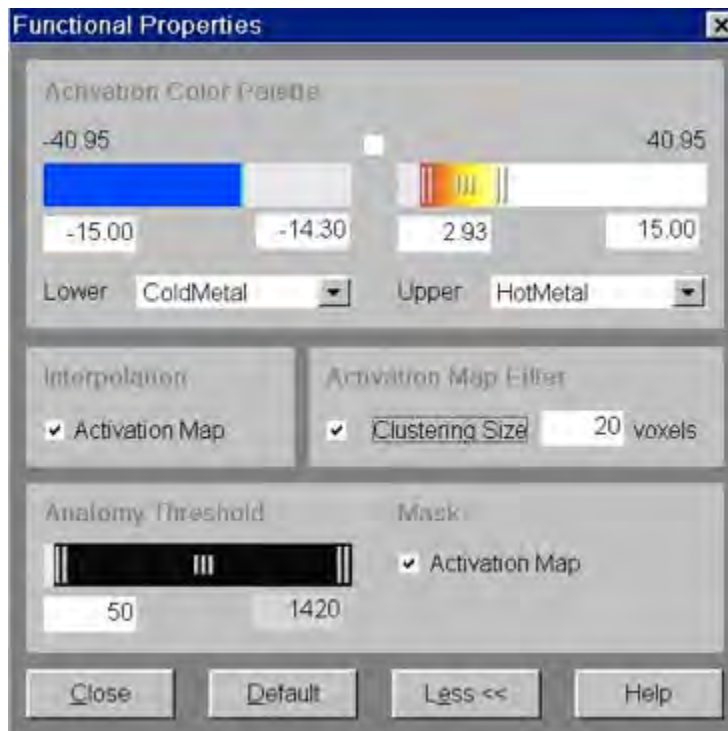 Functional Properties
Activation Color Palette
-40.95 40.95
-15.00 -14.30 2.93 15.00
Lower ColdMetal Upper HotMetal
Interpolation Activation Map Filter
Activation Map Clustering Size 20 voxels
Anatomy Threshold Mask
Activation Map
50 1420
Close Default Less << Help